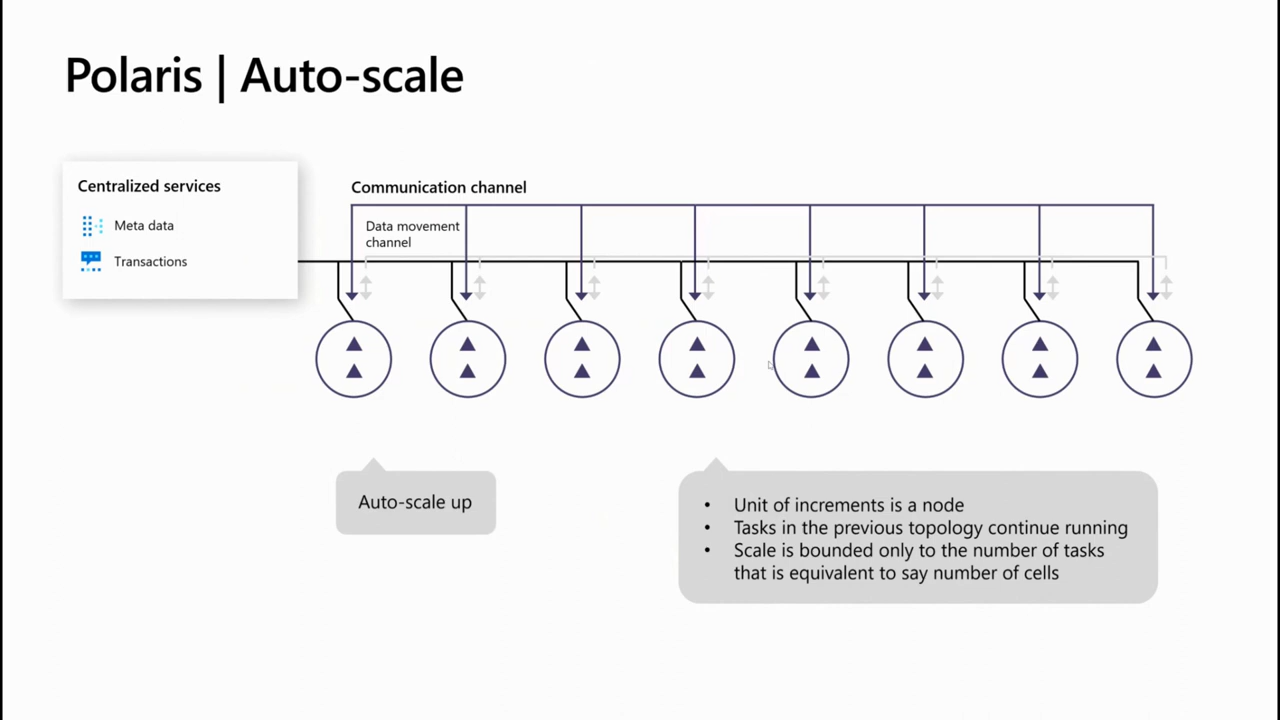 Polaris | Auto-scale
Centralized services
Meta data
Transactions
Communication channel
Data movement
channel
Auto-scale up
• Unit of increments is a node
• Tasks in the previous topology continue running
• Scale is bounded only to the number of tasks
that is equivalent to say number of cells